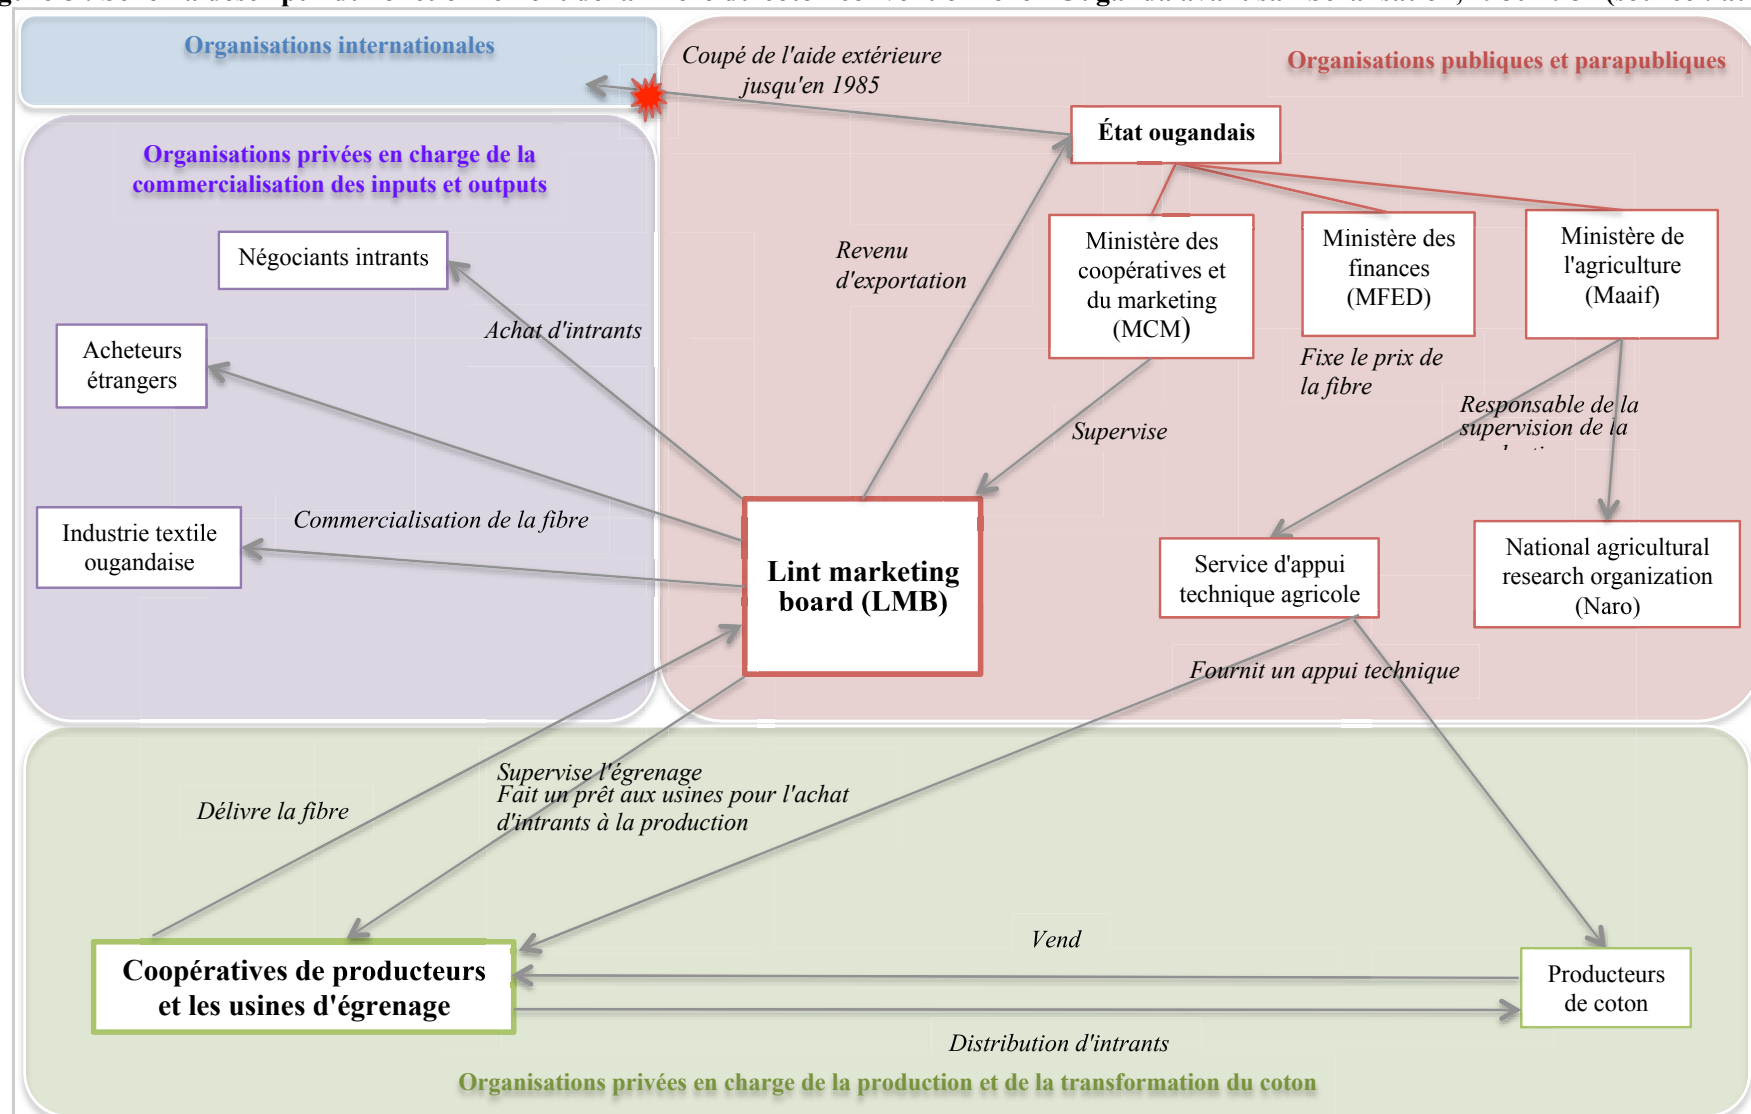 Organisations internationales
Coupé de l'aide extérieure
jusqu'en 1985
Organisations publiques et parapubliques
État ougandais
Organisations privées en charge de la
commercialisation des inputs et outputs
Négociants intrants
Acheteurs
étrangers
Industrie textile
ougandaise
Achat d'intrants
Commercialisation de la fibre
Revenu
d'exportation
Ministère des
coopératives et
du marketing
(MCM)
Ministère des
finances
(MFED)
Ministère de
l'agriculture
(Maaif)
Fixe le prix de
la fibre
Supervise
Responsable de la
supervision de la
Lint marketing
board (LMB)
Service d'appui
technique agricole
National agricultural
research organization
(Naro)
Fournit un appui technique
Délivre la fibre
Supervise l'égrenage
Fait un prêt aux usines pour l'achat
d'intrants à la production
Coopératives de producteurs
et les usines d'égrenage
Vend
Distribution d'intrants
Producteurs
de coton
Organisations privées en charge de la production et de la transformation du coton